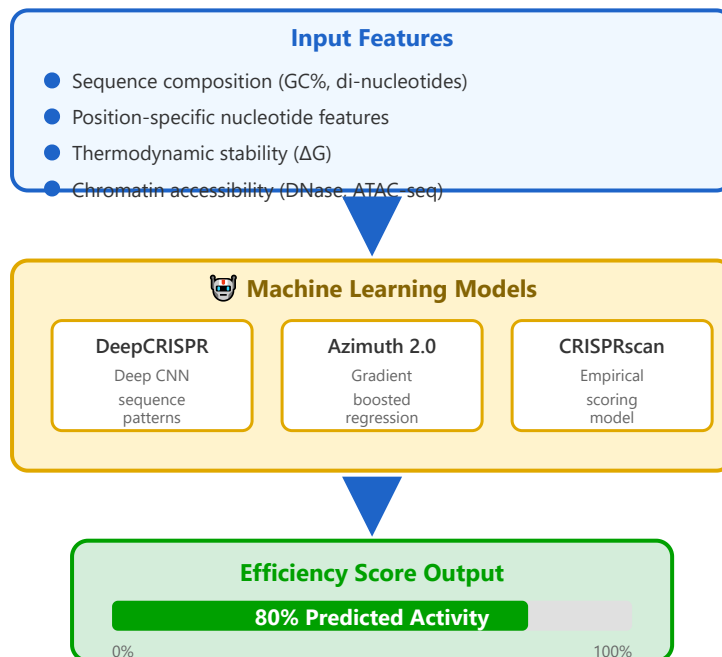 Input Features
Sequence composition (GC%, di-nucleotides)
Position-specific nucleotide features
Thermodynamic stability (ΔG)
Chromatin accessibility (DNase, ATAC-seq)
Machine Learning Models
DeepCRISPR
Deep CNN
sequence
patterns
Azimuth 2.0
Gradient
boosted
regression
CRISPRscan
Empirical
scoring
model
Efficiency Score Output
80% Predicted Activity
0% 100%